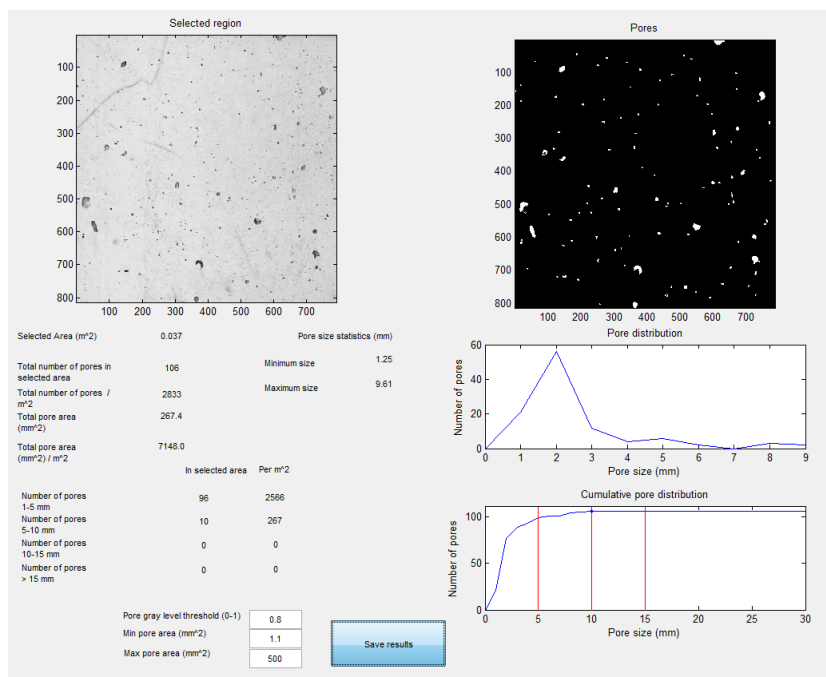 Selected region
100
200
300
400
500
600
700
800
100 200 300 400 500 600 700
Pores
100
200
300
400
500
600
700
800
100 200 300 400 500 600 700
Selected Area (m^2) 0.037
Total number of pores in
selected area 106
Total number of pores /
m^2 2833
Total pore area
(mm^2) 267.4
Total pore area
(mm^2) / m^2 7148.0
Pore size statistics (mm)
Minimum size 1.25
Maximum size 9.61
In selected area Per m^2
Number of pores
1-5 mm 96 2566
Number of pores
5-10 mm 10 267
Number of pores
10-15 mm 0 0
Number of pores
> 15 mm 0 0
Pore gray level threshold (0-1) 0.8
Min pore area (mm^2) 1.1
Max pore area (mm^2) 500
Save results
Pore distribution
Number of pores
60
40
20
0
0 1 2 3 4 5 6 7 8 9
Pore size (mm)
Cumulative pore distribution
Number of pores
100
50
0
0 5 10 15 20 25 30
Pore size (mm)